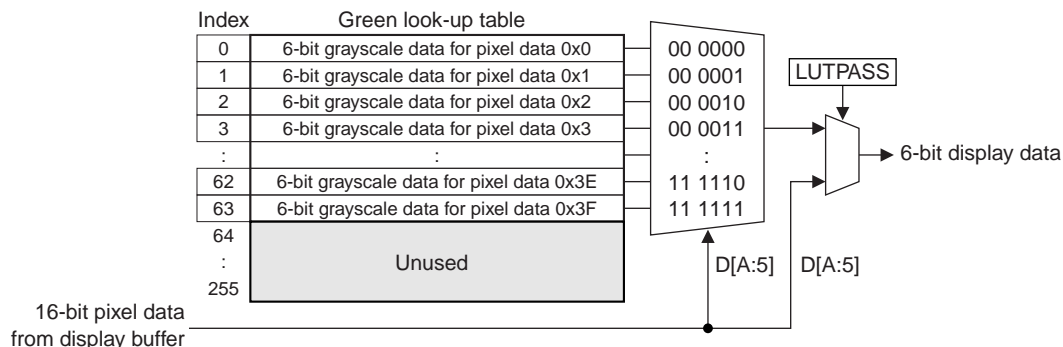 Index Green look-up table
0 6-bit grayscale data for pixel data 0x0 00 0000
1 6-bit grayscale data for pixel data 0x1 00 0001
2 6-bit grayscale data for pixel data 0x2 00 0010
3 6-bit grayscale data for pixel data 0x3 00 0011
: : :
62 6-bit grayscale data for pixel data 0x3E 11 1110
63 6-bit grayscale data for pixel data 0x3F 11 1111
64
:
255
Unused
LUTPASS
6-bit display data
D[A:5] D[A:5]
16-bit pixel data
from display buffer